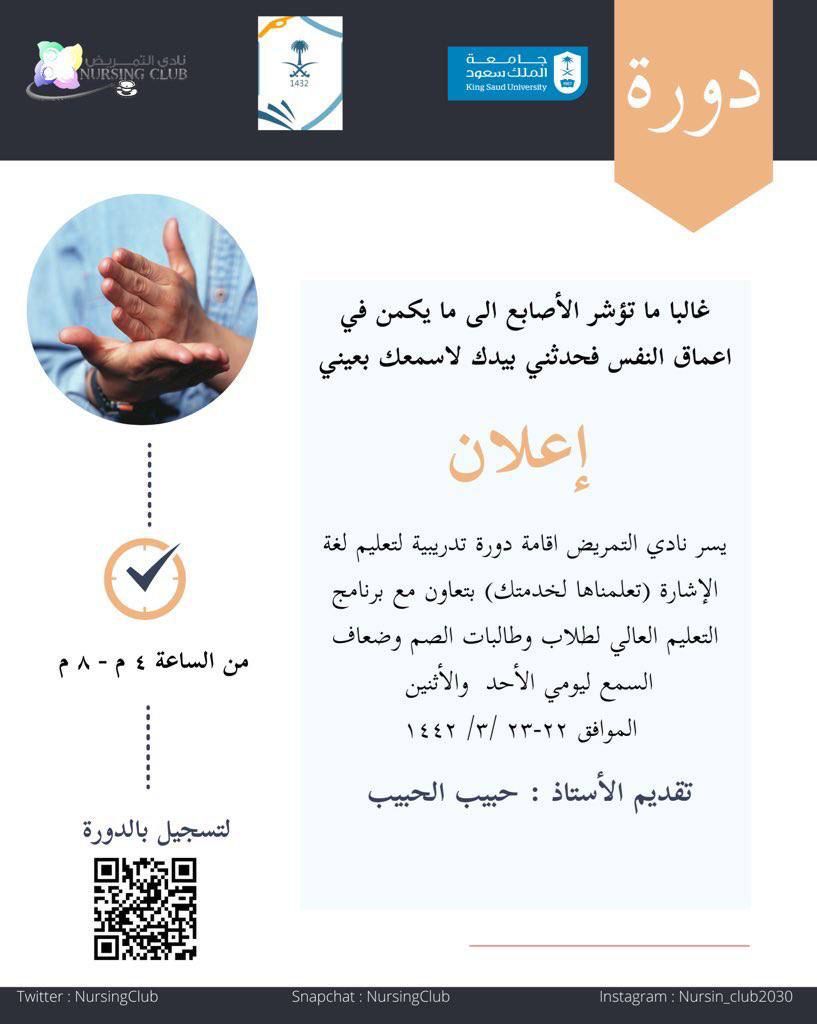 نادي التمريض
NURSING CLUB
1432
جامعة
الملك سعود
King Saud University
دورة
غالبا ما تؤشر الأصابع الى ما يكمن في
اعماق النفس فحدثني بيدك لاسمعك بعيني
إعلان
يسر نادي التمريض اقامة دورة تدريبية لتعليم لغة
الإشارة (تعلمناها لخدمتك) بتعاون مع برنامج
التعليم العالي لطلاب وطالبات الصم وضعاف
السمع ليومي الأحد والأثنين
الموافق ٢٢-٢٣ /٣/ ١٤٤٢
تقديم الأستاذ : حبيب الحبيب
من الساعة ٤ م - ٨ م
لتسجيل بالدورة
Twitter : NursingClub
Snapchat : NursingClub
Instagram : Nursin_club2030